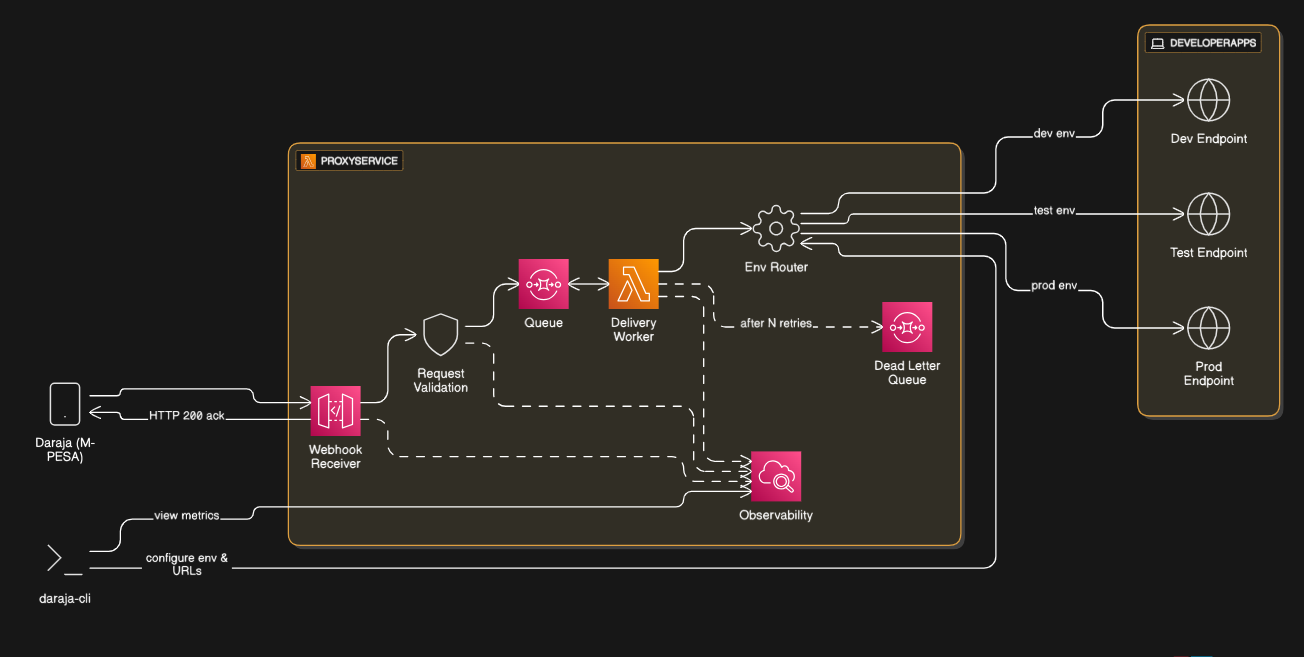 DEVELOPERAPPS
Dev Endpoint
dev env
PROXYSERVICE
test env
Test Endpoint
Env Router
prod env
Queue
Delivery
Worker
after N retries
Prod
Endpoint
Request
Validation
Dead Letter
Queue
HTTP 200 ack
Daraja (M-
PESA)
Webhook
Receiver
view metrics
Observability
configure env &
URLs
daraja-cli